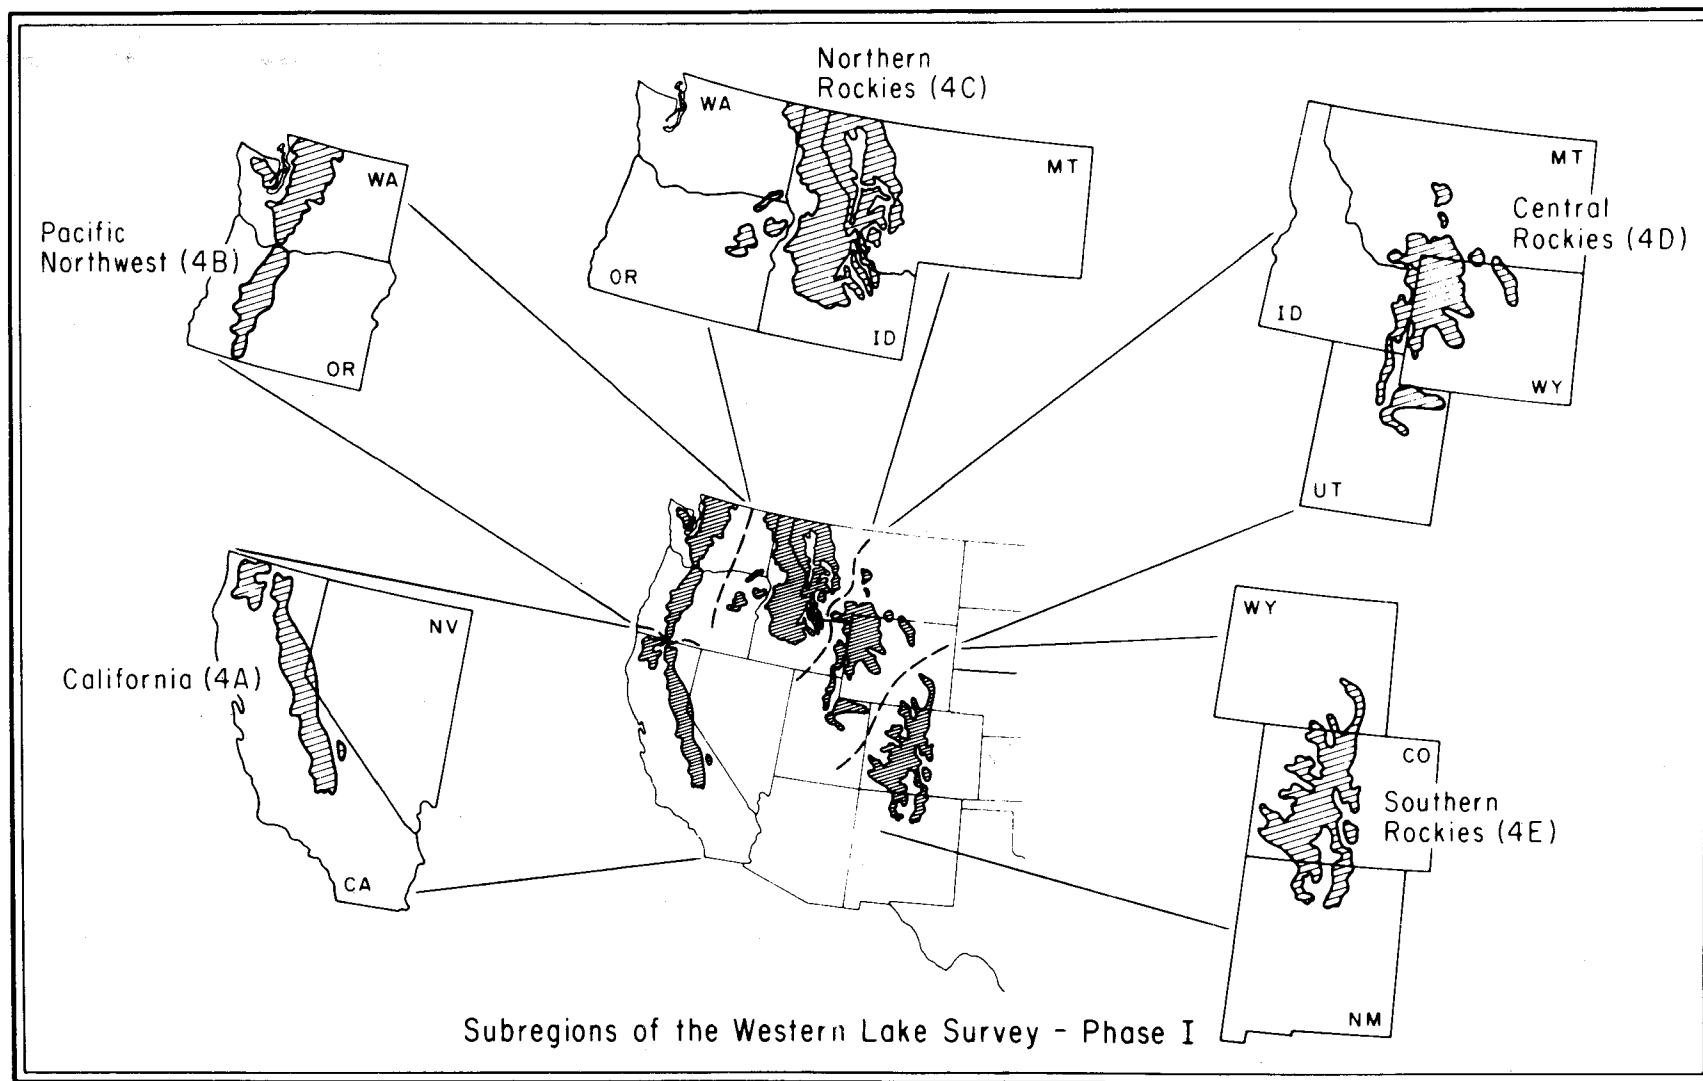 Northern
Rockies (4C)
WA
MT
OR
ID
Pacific
Northwest (4B)
WA
OR
MT
Central
Rockies (4D)
ID
WY
UT
California (4A)
NV
CA
WY
CO
Southern
Rockies (4E)
NM
Subregions of the Western Lake Survey - Phase I